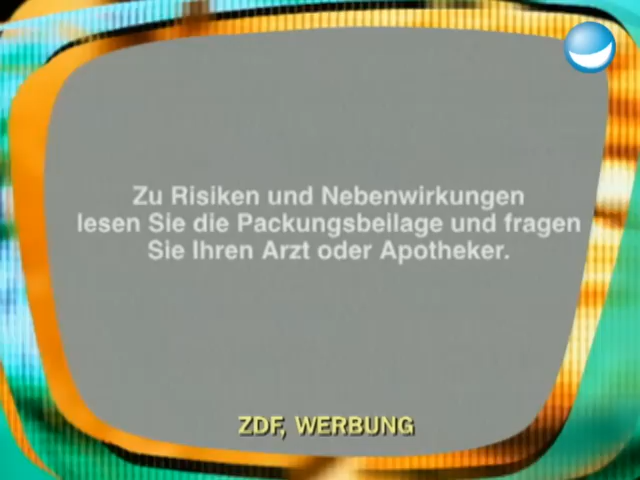 Zu Risiken und Nebenwirkungen
lesen Sie die Packungsbeilage und fragen
Sie Ihren Arzt oder Apotheker.
ZDF, WERBUNG